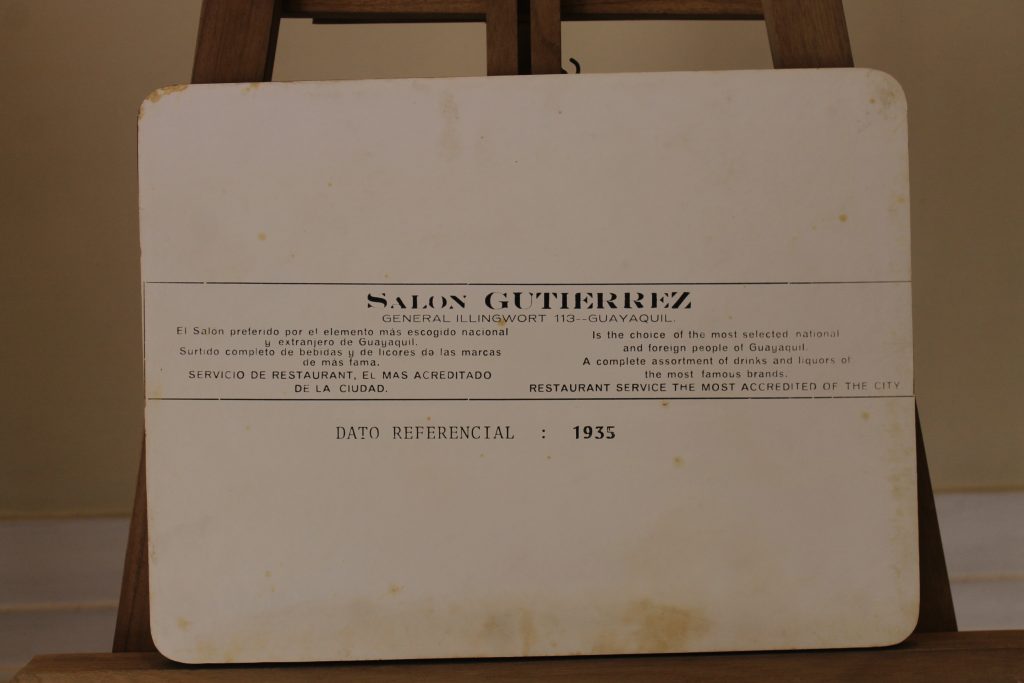 SALON GUTIERREZ
GENERAL ILLINGWORT 113--GUAYAQUIL.
El Salón preferido por el elemento más escogido nacional
y extranjero de Guayaquil.
Surtido completo de bebidas y de licores de las marcas
de más fama.
SERVICIO DE RESTAURANT, EL MAS ACREDITADO
DE LA CIUDAD.
Is the choice of the most selected national
and foreign people of Guayaquil.
A complete assortment of drinks and liquors of
the most famous brands.
RESTAURANT SERVICE THE MOST ACCREDITED OF THE CITY
DATO REFERENCIAL : 1935